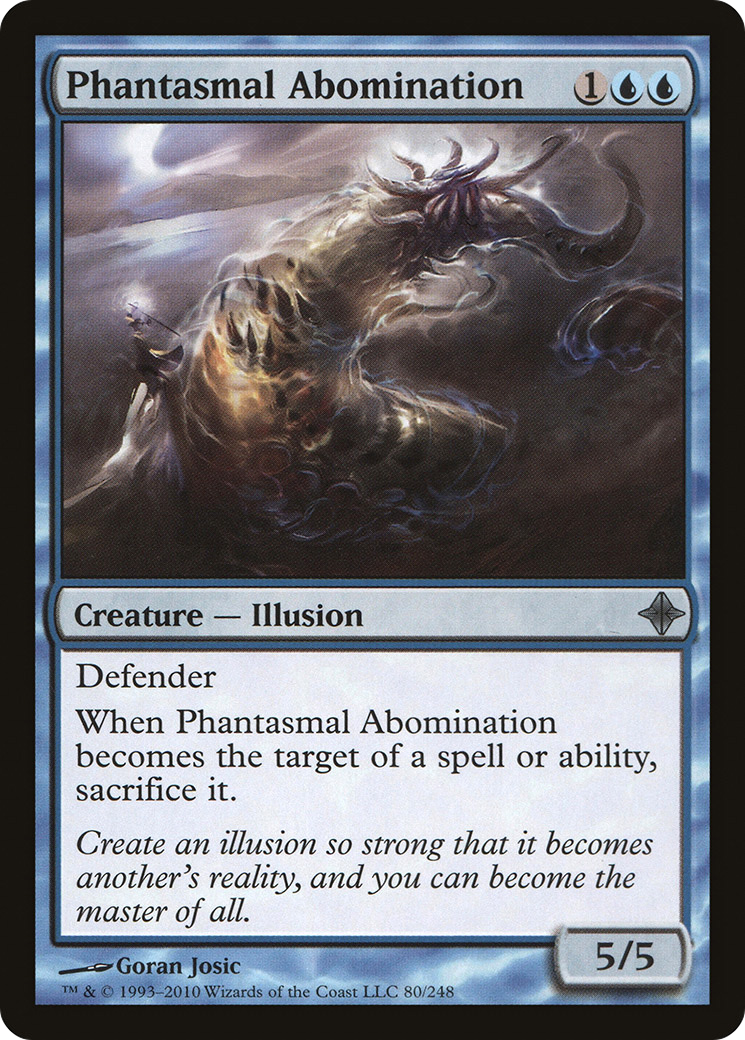 Phantasmal Abomination 1
Creature — Illusion
Defender
When Phantasmal Abomination
becomes the target of a spell or ability,
sacrifice it.
Create an illusion so strong that it becomes
another's reality, and you can become the
master of all.
5/5
Goran Josic
™ & © 1993–2010 Wizards of the Coast LLC 80/248